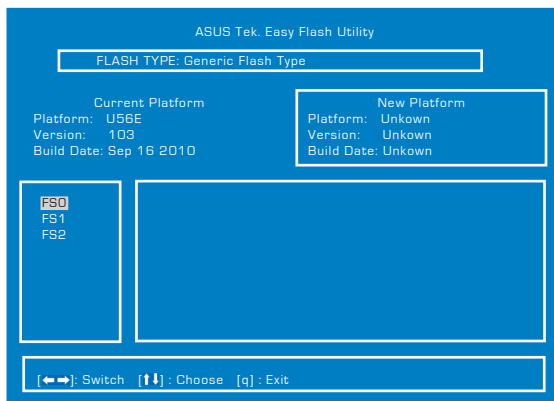 ASUS Tek. Easy Flash Utility
FLASH TYPE: Generic Flash Type
Current Platform
Platform: U56E
Version: 103
Build Date: Sep 16 2010
New Platform
Platform: Unkown
Version: Unkown
Build Date: Unkown
FS0
FS1
FS2
[←→]: Switch [↑↓] : Choose [q] : Exit